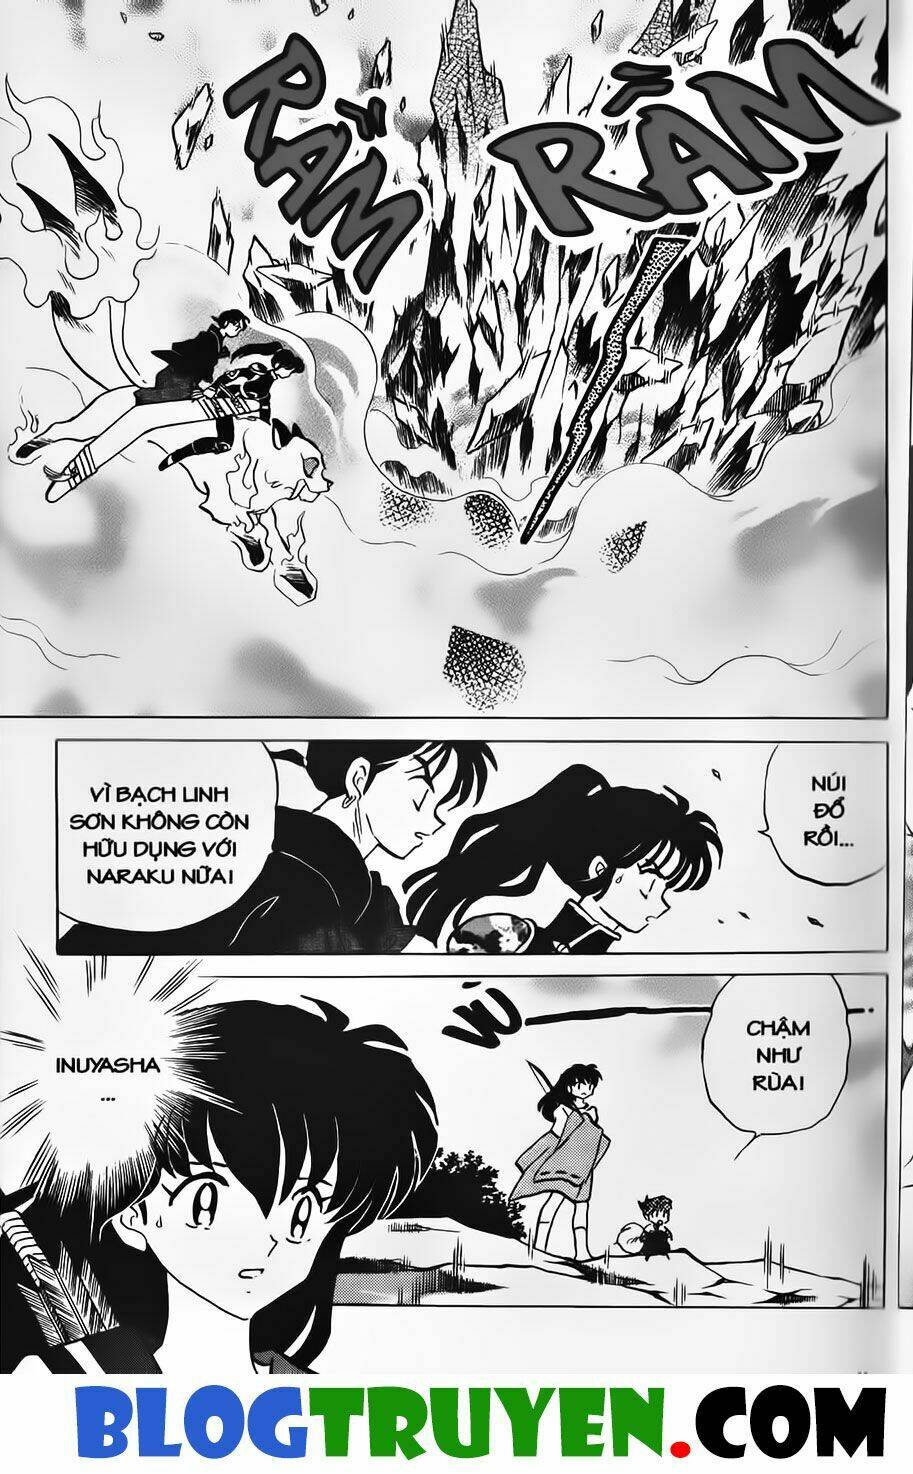 RẦM
RẦM
VÌ BẠCH LINH
SƠN KHÔNG CÒN
HỮU DỤNG VỚI
NARAKU NỮA!
NÚI
ĐỔ
RỒI...
INUYASHA
...
VÙ
CHẬM
NHƯ
RÙA!
BLOGTRUYEN.COM